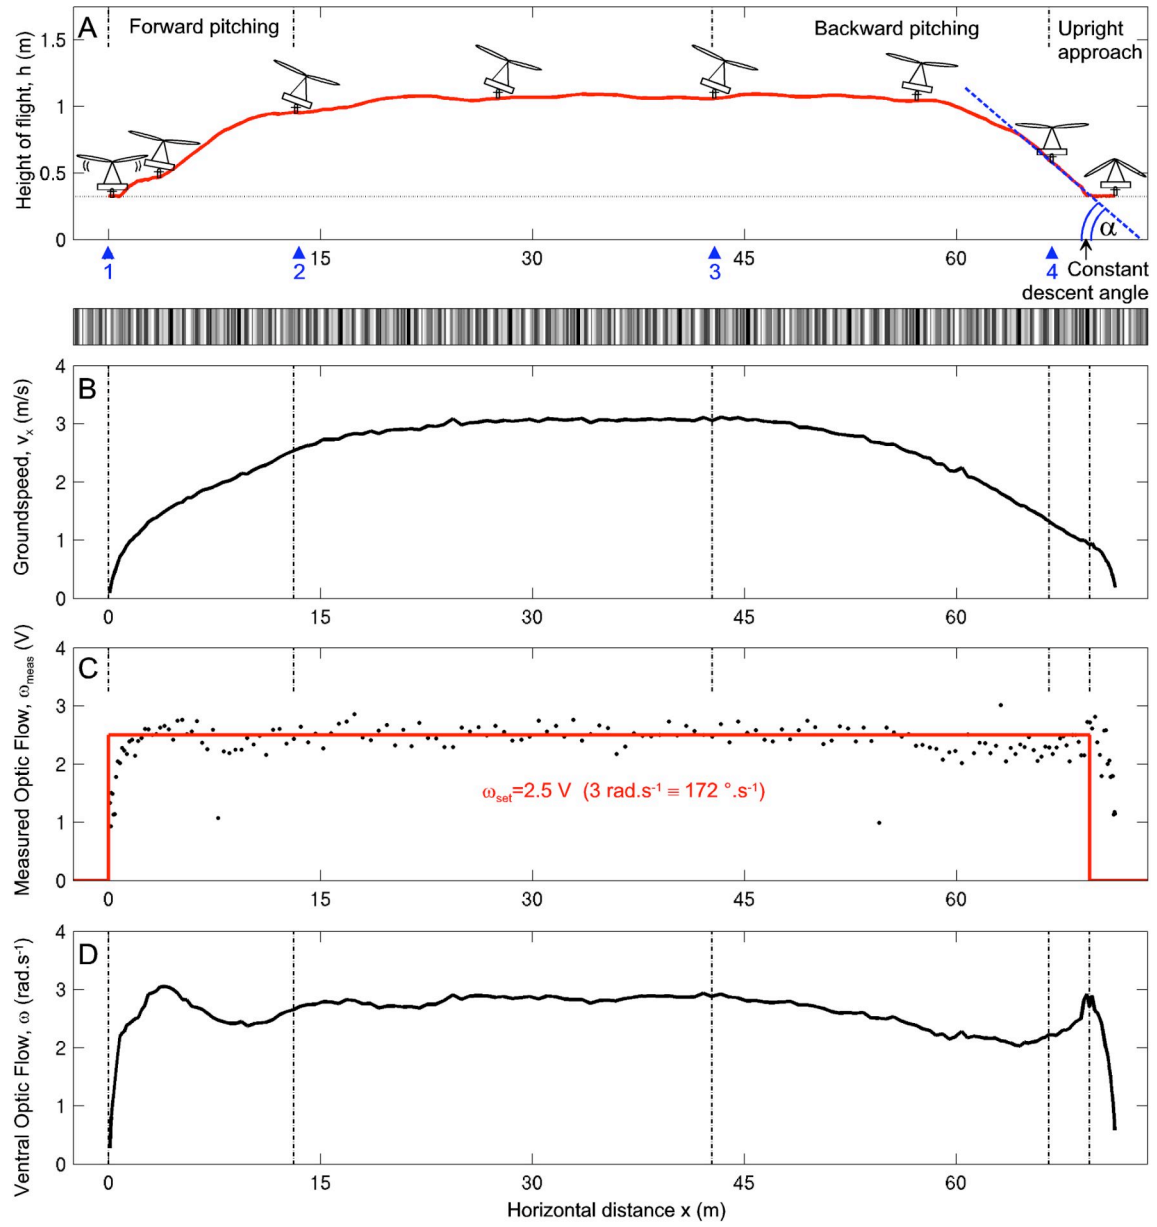 A
Forward pitching
Backward pitching
Upright
approach
Height of flight, h (m)
1.5
1
0.5
0
α
1
2
3
4
15
30
45
60
Constant
descent angle
B
Groundspeed, vₓ (m/s)
4
3
2
1
0
0
15
30
45
60
C
Measured Optic Flow, ω_meas (V)
4
3
2
1
0
ω_set=2.5 V (3 rad.s⁻¹ ≡ 172 °.s⁻¹)
0
15
30
45
60
D
Ventral Optic Flow, ω (rad.s⁻¹)
4
3
2
1
0
0
15
30
45
60
Horizontal distance x (m)